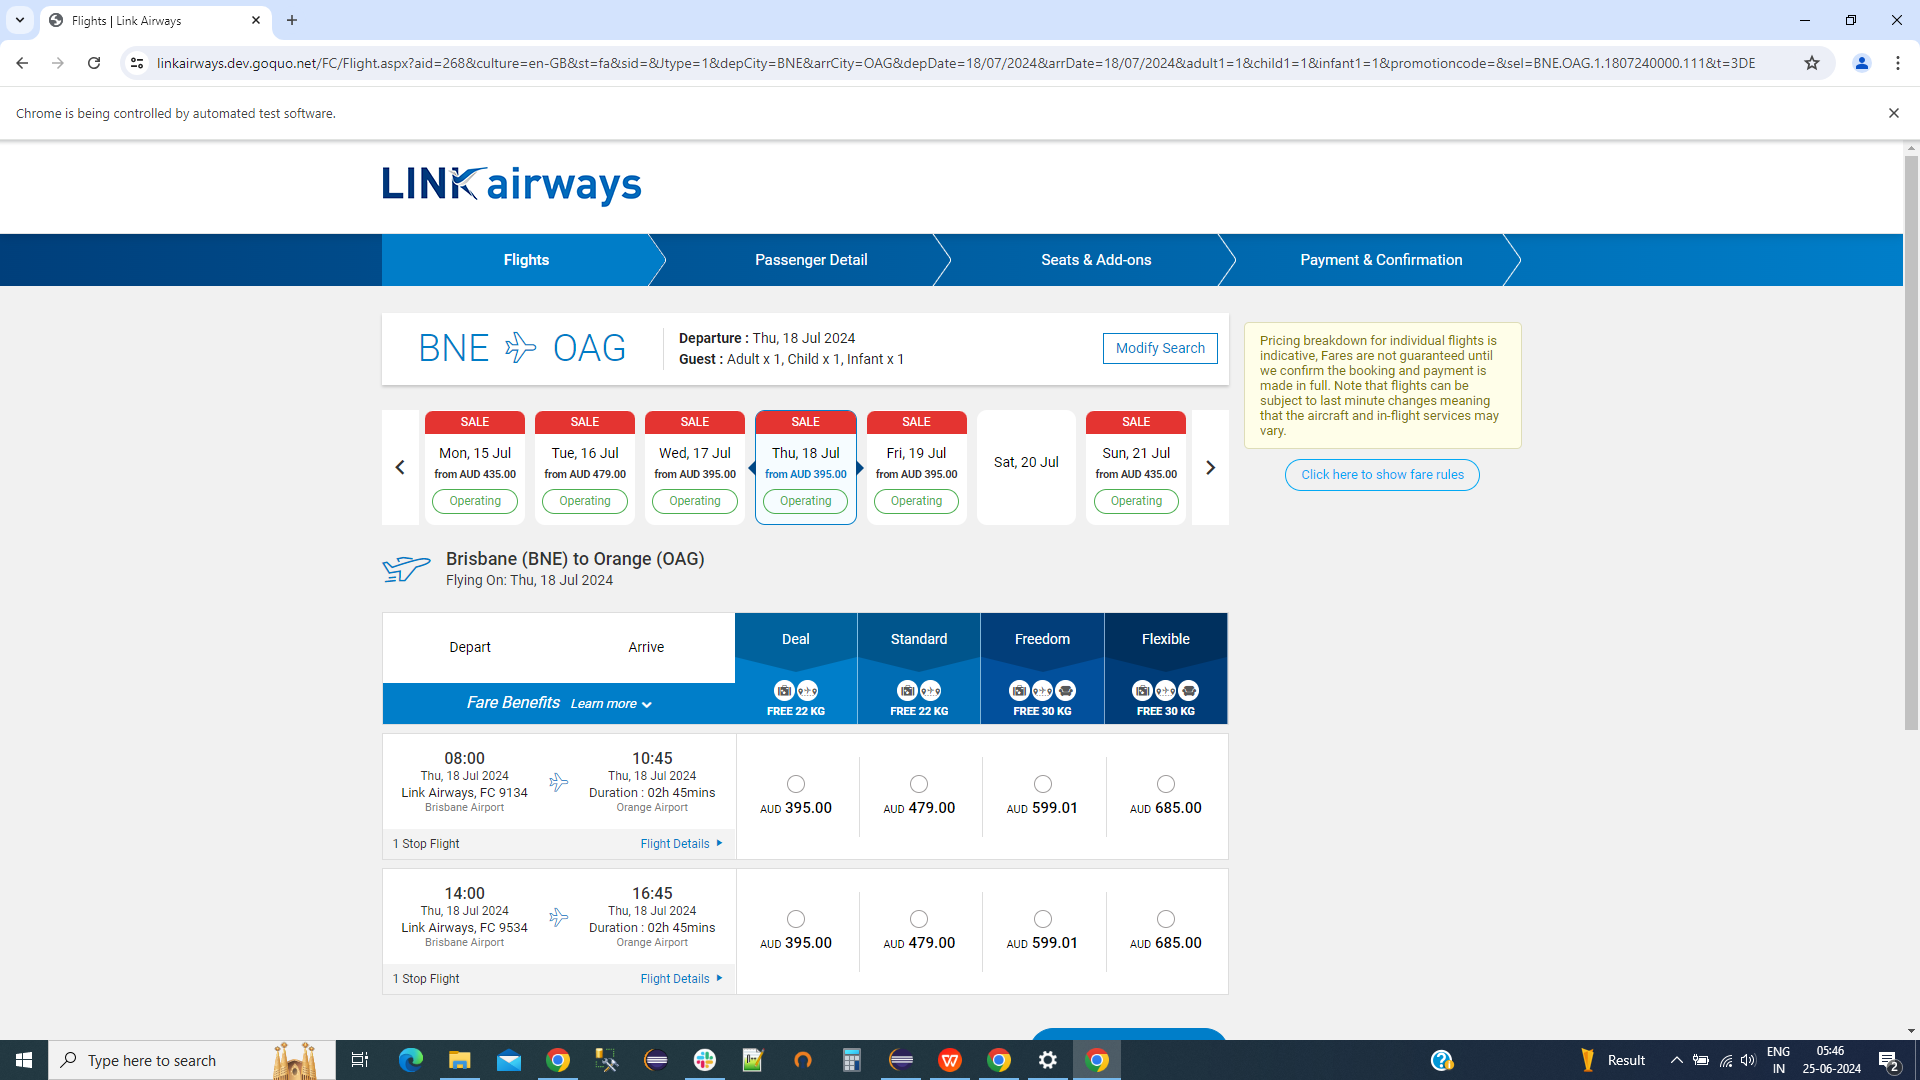 Flights | Link Airways
linkairways.dev.goquo.net/FC/Flight.aspx?aid=268&culture=en-GB&st=fa&sid=&Jtype=1&depCity=BNE&arrCity=OAG&depDate=18/07/2024&arrDate=18/07/2024&adult1=1&child1=1&infant1=1&promotioncode=&sel=BNE.OAG.1.1807240000.111&t=3DE
Chrome is being controlled by automated test software.
LINK airways
Flights
Passenger Detail
Seats & Add-ons
Payment & Confirmation
BNE OAG
Departure : Thu, 18 Jul 2024
Guest : Adult x 1, Child x 1, Infant x 1
Modify Search
Pricing breakdown for individual flights is
indicative, Fares are not guaranteed until
we confirm the booking and payment is
made in full. Note that flights can be
subject to last minute changes meaning
that the aircraft and in-flight services may
vary.
Click here to show fare rules
SALE
Mon, 15 Jul
from AUD 435.00
Operating
SALE
Tue, 16 Jul
from AUD 479.00
Operating
SALE
Wed, 17 Jul
from AUD 395.00
Operating
SALE
Thu, 18 Jul
from AUD 395.00
Operating
SALE
Fri, 19 Jul
from AUD 395.00
Operating
Sat, 20 Jul
SALE
Sun, 21 Jul
from AUD 435.00
Operating
Brisbane (BNE) to Orange (OAG)
Flying On: Thu, 18 Jul 2024
Depart
Arrive
Deal
Standard
Freedom
Flexible
Fare Benefits Learn more
FREE 22 KG
FREE 22 KG
FREE 30 KG
FREE 30 KG
08:00
Thu, 18 Jul 2024
Link Airways, FC 9134
Brisbane Airport
10:45
Thu, 18 Jul 2024
Duration : 02h 45mins
Orange Airport
AUD 395.00
AUD 479.00
AUD 599.01
AUD 685.00
1 Stop Flight
Flight Details
14:00
Thu, 18 Jul 2024
Link Airways, FC 9534
Brisbane Airport
16:45
Thu, 18 Jul 2024
Duration : 02h 45mins
Orange Airport
AUD 395.00
AUD 479.00
AUD 599.01
AUD 685.00
1 Stop Flight
Flight Details
Type here to search
Result
ENG
IN
05:46
25-06-2024
2